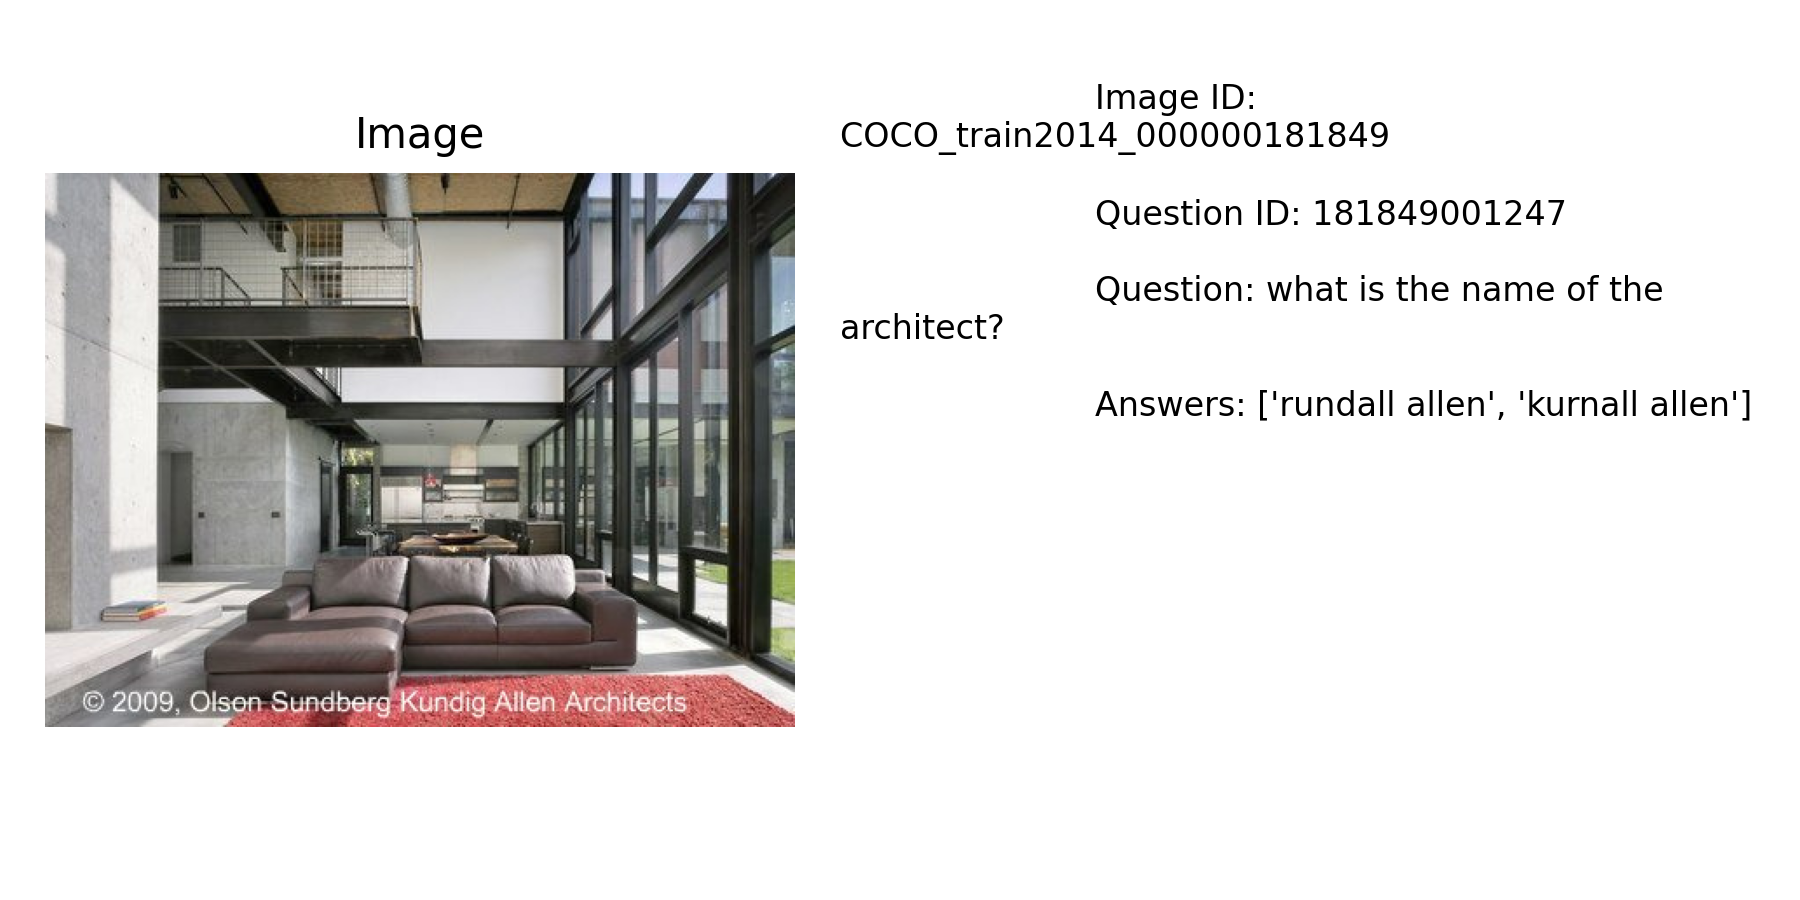 Image
© 2009, Olson Sundberg Kundig Allen Architects
Image ID:
COCO_train2014_000000181849
Question ID: 181849001247
Question: what is the name of the
architect?
Answers: ['rundall allen', 'kurnall allen']